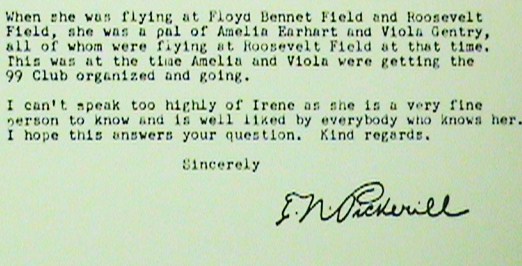 When she was flying at Floyd Bennet Field and Roosevelt
Field, she was a pal of Amelia Earhart and Viola Gentry,
all of whom were flying at Roosevelt Field at that time.
This was at the time Amelia and Viola were getting the
99 Club organized and going.
I can't speak too highly of Irene as she is a very fine
person to know and is well liked by everybody who knows her.
I hope this answers your question. Kind regards.
Sincerely
E. N. Pickerill